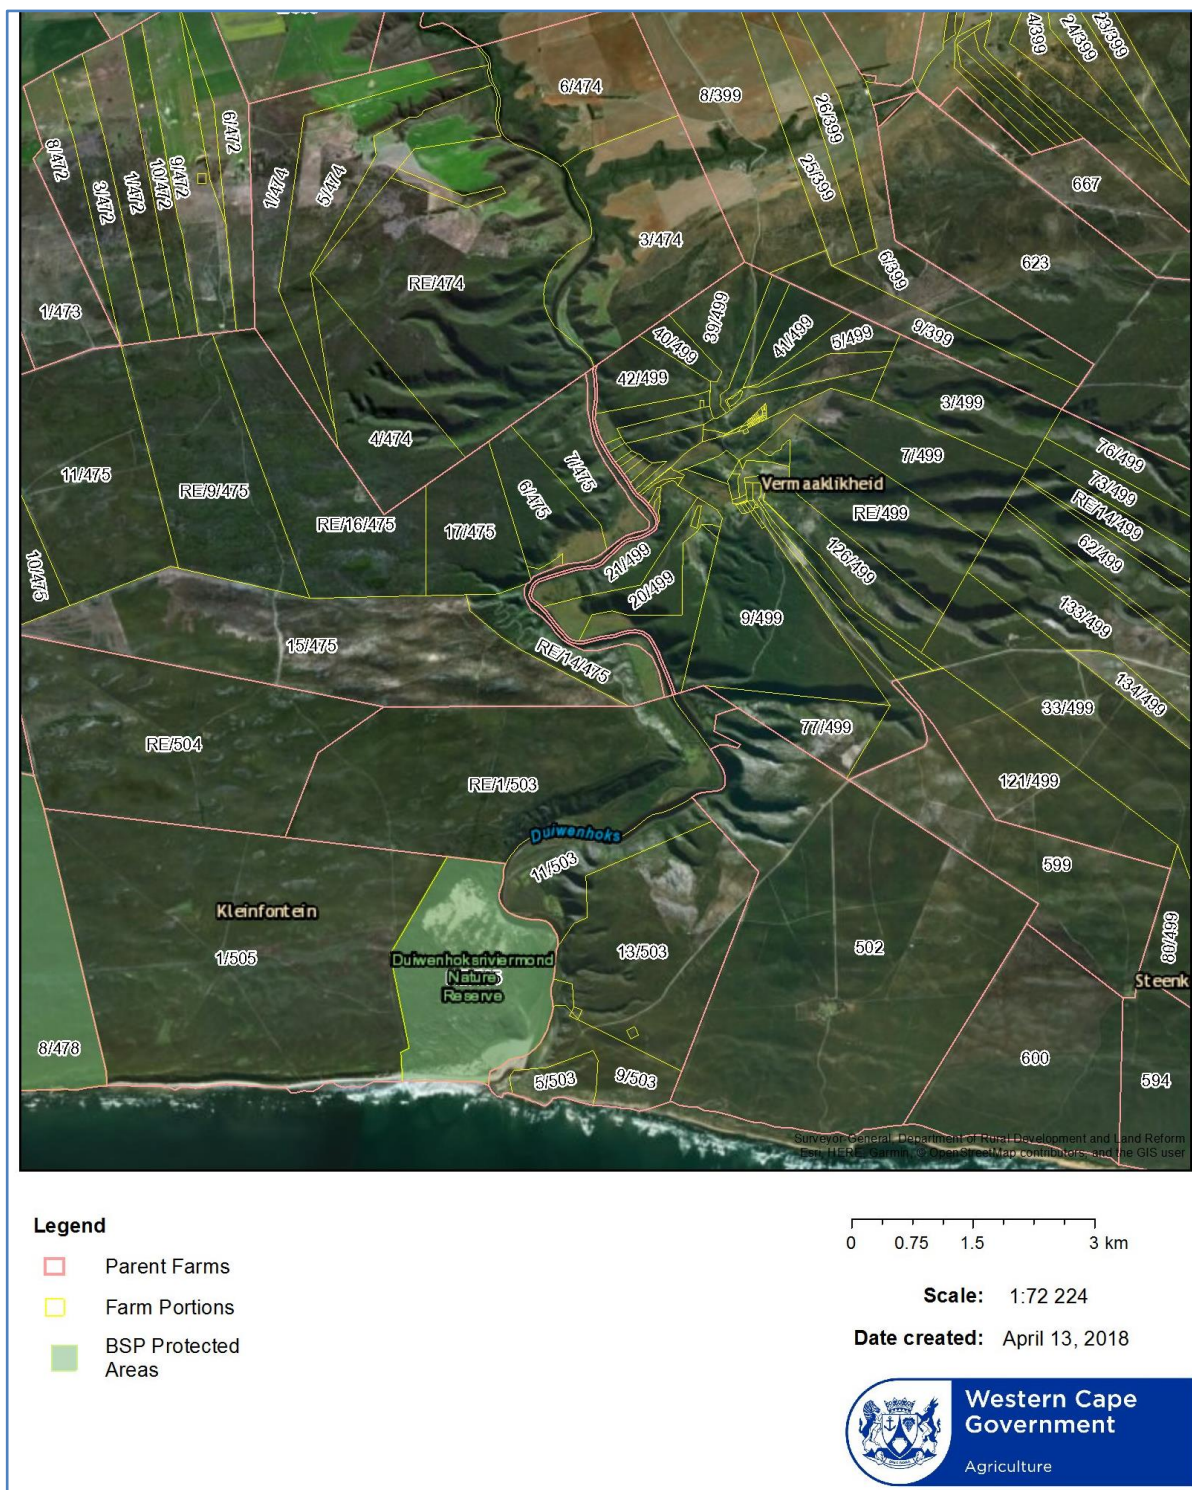 4/399
24/399
23/399
6/474
8/399
26/399
6/472
8/472
9/472
10/472
1/472
3/472
1/474
5/474
25/399
667
3/474
6/399
623
RE/474
1/473
39/499
40/499
41/499
5/499
9/399
42/499
3/499
4/474
7/499
76/499
11/475
7/475
73/499
RE/9/475
6/475
Vermaaklikheid
RE/14/499
RE/16/475
17/475
RE/499
62/499
10/475
21/499
126/499
20/499
133/499
9/499
15/475
RE/14/475
134/499
33/499
77/499
RE/504
RE/1/503
121/499
Duiwenhoks
11/503
599
Kleinfontein
80/499
1/505
Duiwenhoksriviermond
Nature
Reserve
13/503
502
Steenk
8/478
600
5/503
9/503
594
Surveyor-General, Department of Rural Development and Land Reform
Esri, HERE, Garmin, © OpenStreetMap contributors, and the GIS user
Legend
Parent Farms
Farm Portions
BSP Protected
Areas
0 0.75 1.5 3 km
Scale: 1:72 224
Date created: April 13, 2018
Western Cape
Government
Agriculture